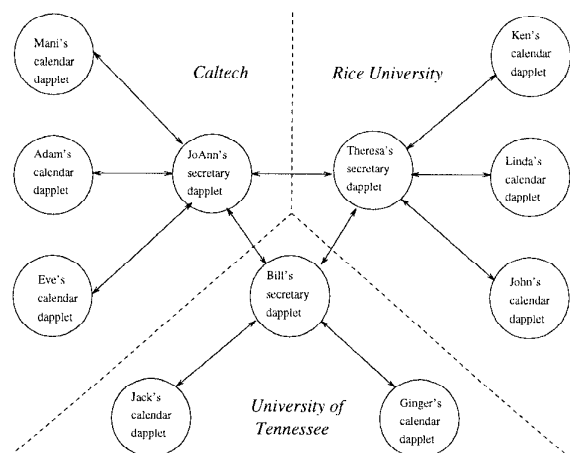 Mani's
calendar
dapplet
Caltech
Rice University
Ken's
calendar
dapplet
Adam's
calendar
dapplet
JoAnn's
secretary
dapplet
Theresa's
secretary
dapplet
Linda's
calendar
dapplet
Eve's
calendar
dapplet
Bill's
secretary
dapplet
John's
calendar
dapplet
Jack's
calendar
dapplet
University of
Tennessee
Ginger's
calendar
dapplet